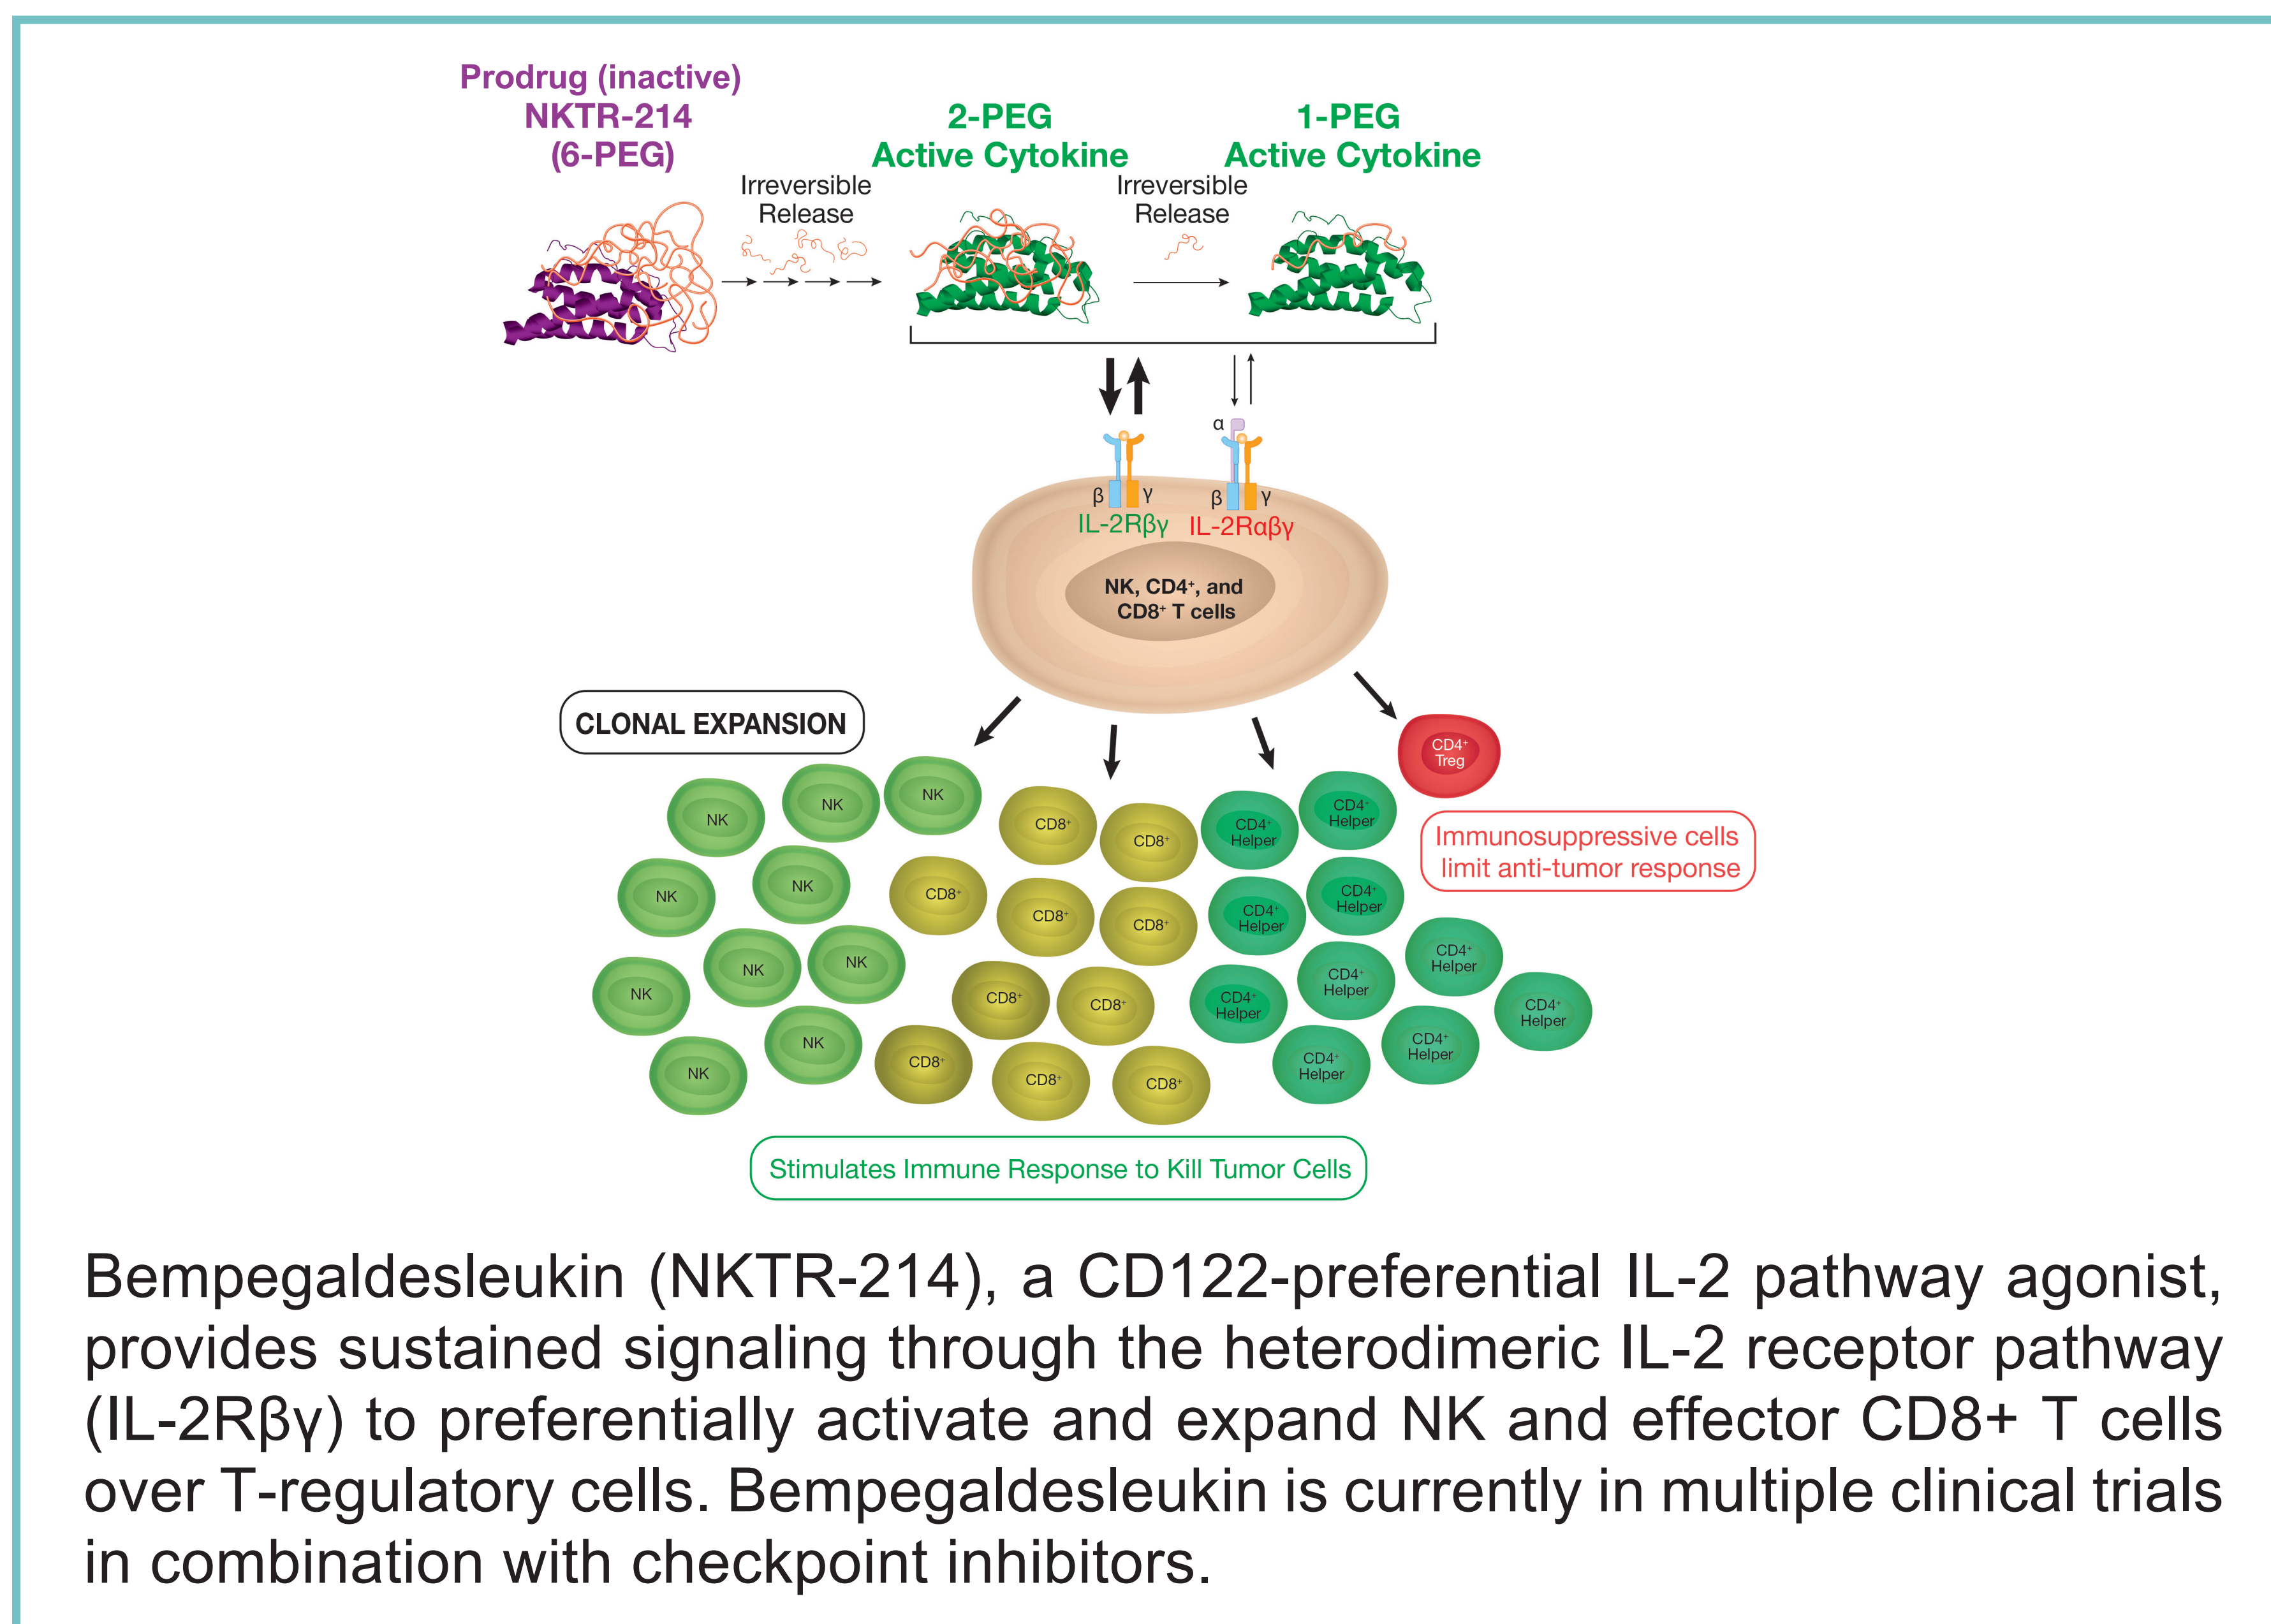 Prodrug (inactive)
NKTR-214
(6-PEG)
2-PEG
Active Cytokine
1-PEG
Active Cytokine
Irreversible
Release
Irreversible
Release
α
β
γ
IL-2Rβγ
β
γ
IL-2Rαβγ
NK, CD4⁺, and
CD8⁺ T cells
CLONAL EXPANSION
NK
NK
NK
NK
NK
NK
NK
NK
NK
NK
CD8⁺
CD8⁺
CD8⁺
CD8⁺
CD8⁺
CD8⁺
CD8⁺
CD8⁺
CD8⁺
CD8⁺
CD4⁺
Helper
CD4⁺
Helper
CD4⁺
Helper
CD4⁺
Helper
CD4⁺
Helper
CD4⁺
Helper
CD4⁺
Helper
CD4⁺
Helper
CD4⁺
Helper
CD4⁺
Helper
CD4⁺
Treg
Immunosuppressive cells
limit anti-tumor response
Stimulates Immune Response to Kill Tumor Cells
Bempegaldesleukin (NKTR-214), a CD122-preferential IL-2 pathway agonist,
provides sustained signaling through the heterodimeric IL-2 receptor pathway
(IL-2Rβγ) to preferentially activate and expand NK and effector CD8+ T cells
over T-regulatory cells. Bempegaldesleukin is currently in multiple clinical trials
in combination with checkpoint inhibitors.